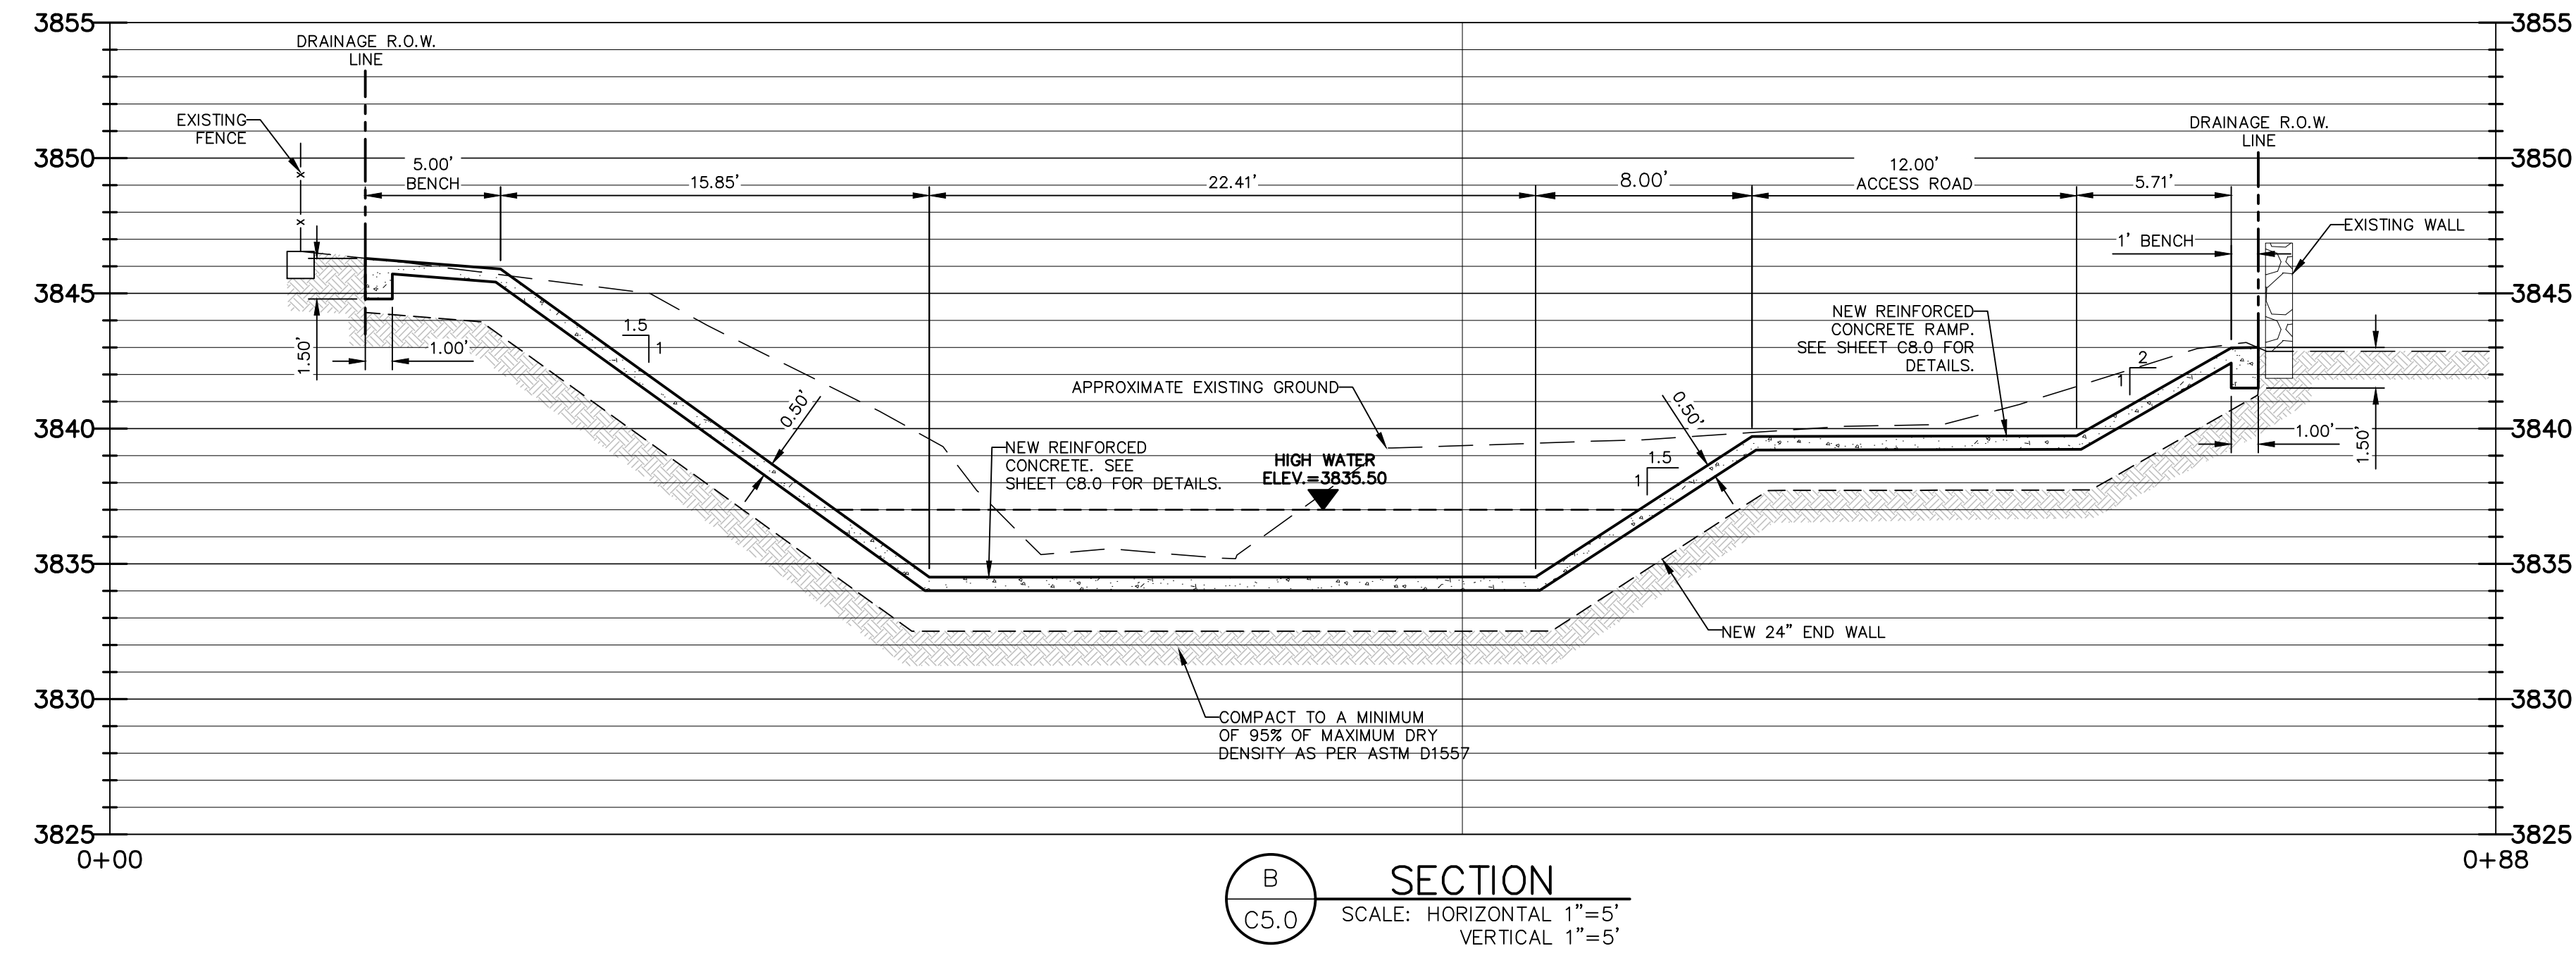 3855
3855
DRAINAGE R.O.W.
LINE
EXISTING
FENCE
DRAINAGE R.O.W.
LINE
3850
3850
5.00'
BENCH
15.85'
22.41'
8.00'
12.00'
ACCESS ROAD
5.71'
1' BENCH
EXISTING WALL
x
x
3845
3845
1.50'
1.00'
1.5
1
NEW REINFORCED
CONCRETE RAMP.
SEE SHEET C8.0 FOR
DETAILS.
2
1
APPROXIMATE EXISTING GROUND
0.50'
0.50'
3840
3840
1.00'
1.50'
NEW REINFORCED
CONCRETE. SEE
SHEET C8.0 FOR DETAILS.
HIGH WATER
ELEV.=3835.50
1.5
1
3835
3835
NEW 24" END WALL
3830
3830
COMPACT TO A MINIMUM
OF 95% OF MAXIMUM DRY
DENSITY AS PER ASTM D1557
3825
3825
0+00
0+88
B
C5.0
SECTION
SCALE: HORIZONTAL 1"=5'
VERTICAL 1"=5'